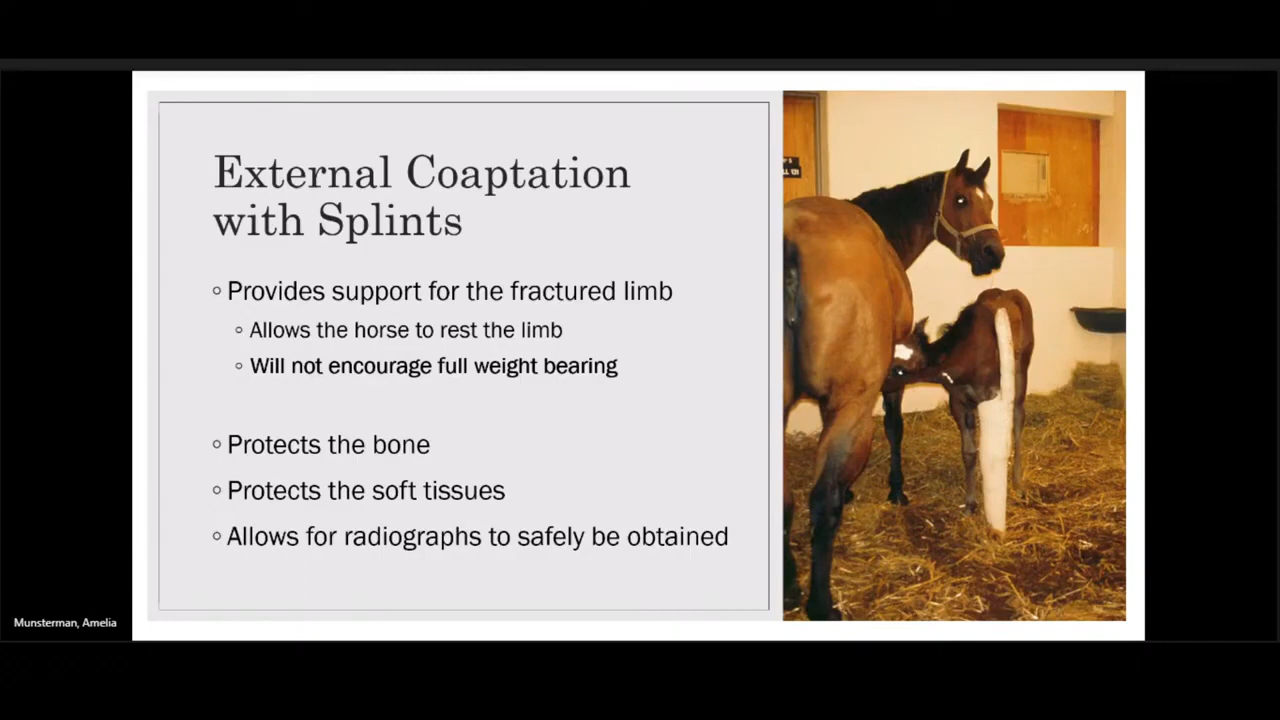 External Coaptation
with Splints
◦ Provides support for the fractured limb
◦ Allows the horse to rest the limb
◦ Will not encourage full weight bearing
◦ Protects the bone
◦ Protects the soft tissues
◦ Allows for radiographs to safely be obtained
Munsterman, Amelia